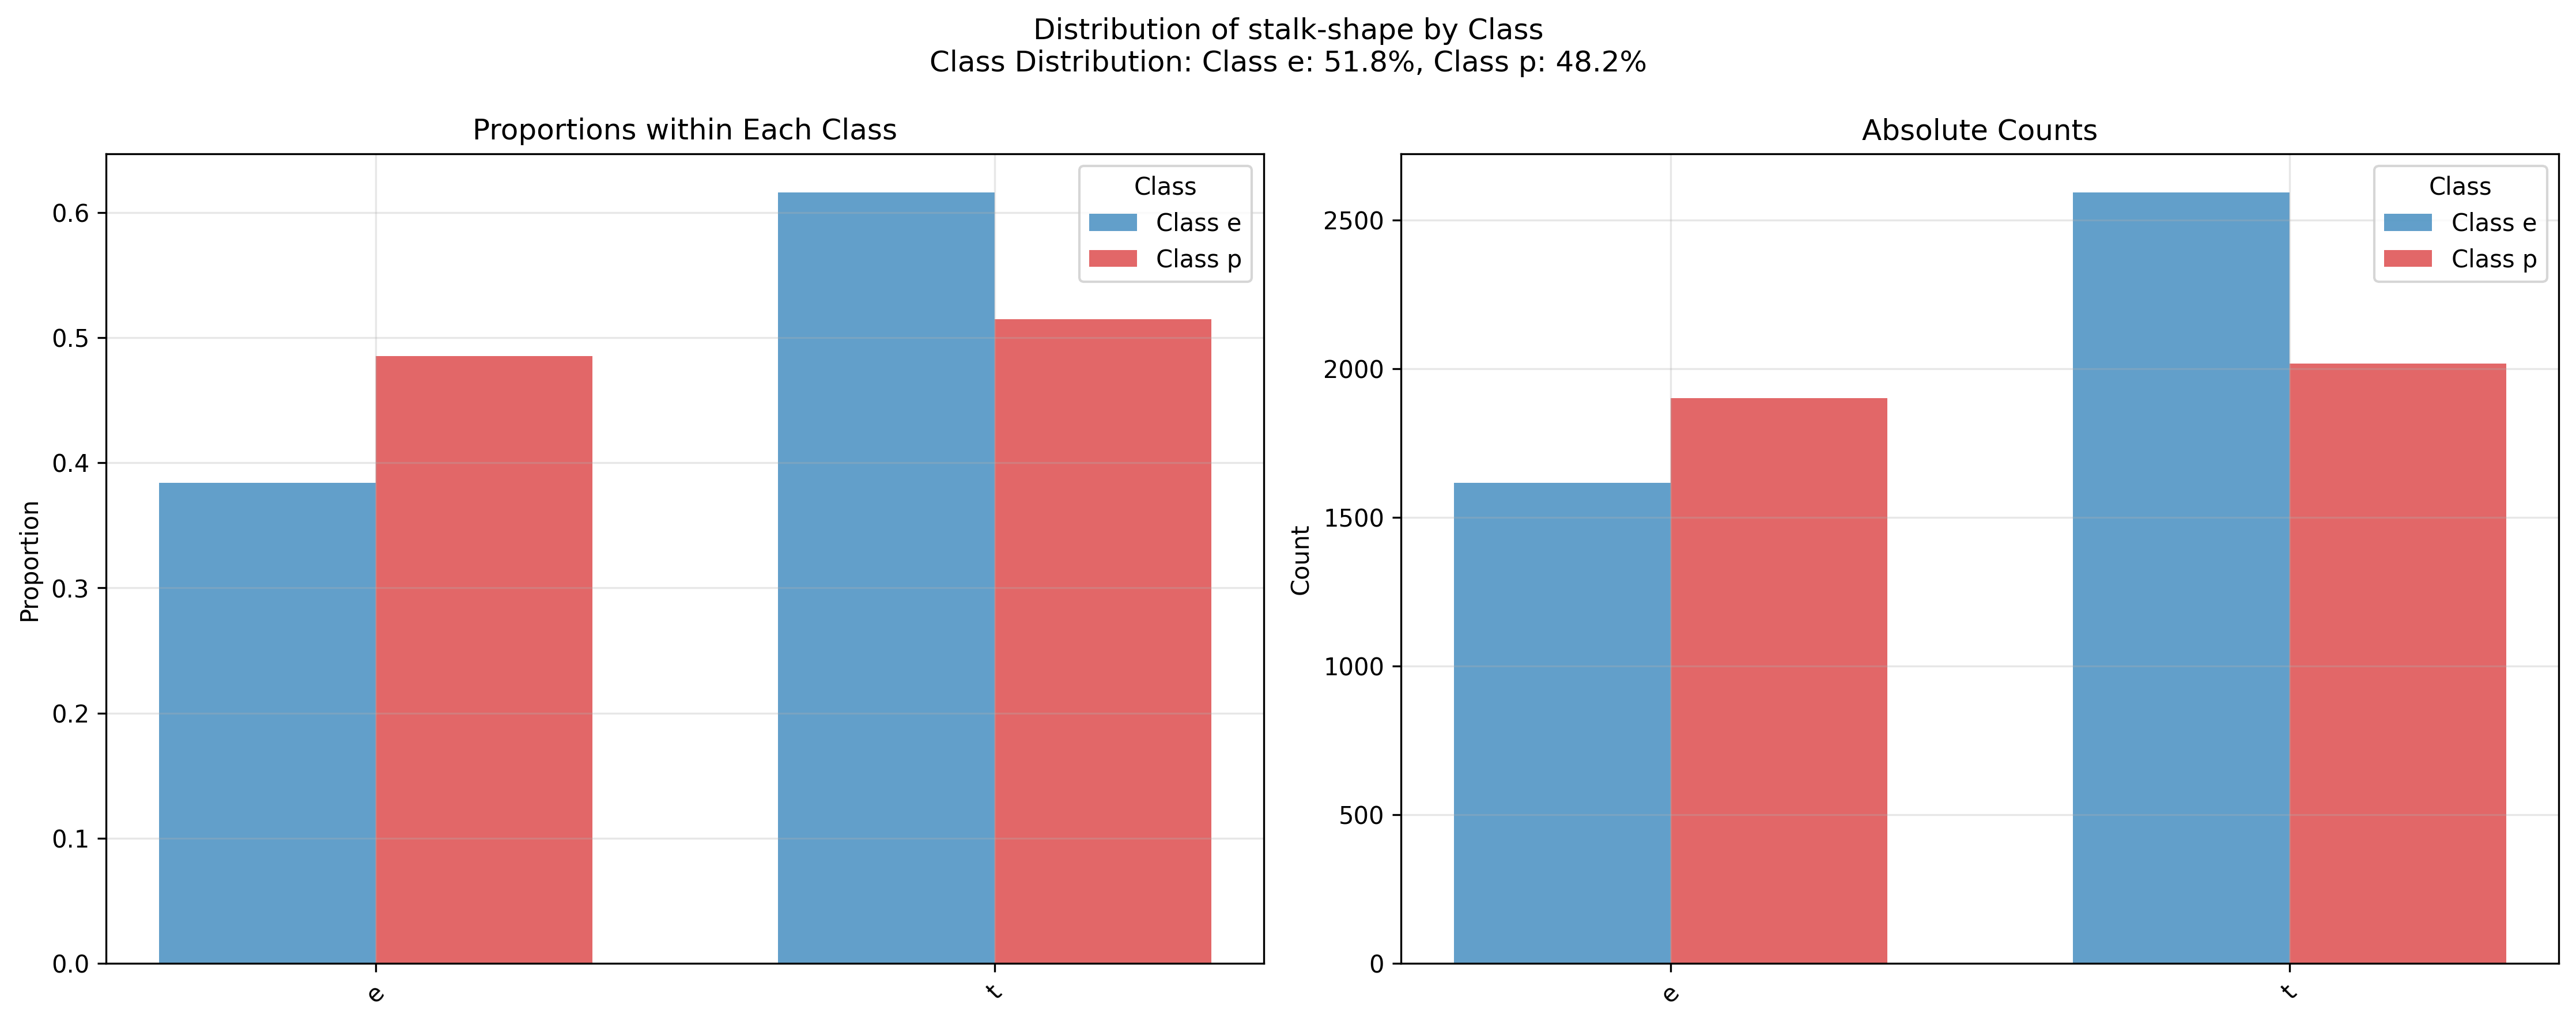 Distribution of stalk-shape by Class
Class Distribution: Class e: 51.8%, Class p: 48.2%
Proportions within Each Class
Class
Class e
Class p
Proportion
0.6
0.5
0.4
0.3
0.2
0.1
0.0
e
t
Absolute Counts
Class
Class e
Class p
Count
2500
2000
1500
1000
500
0
e
t